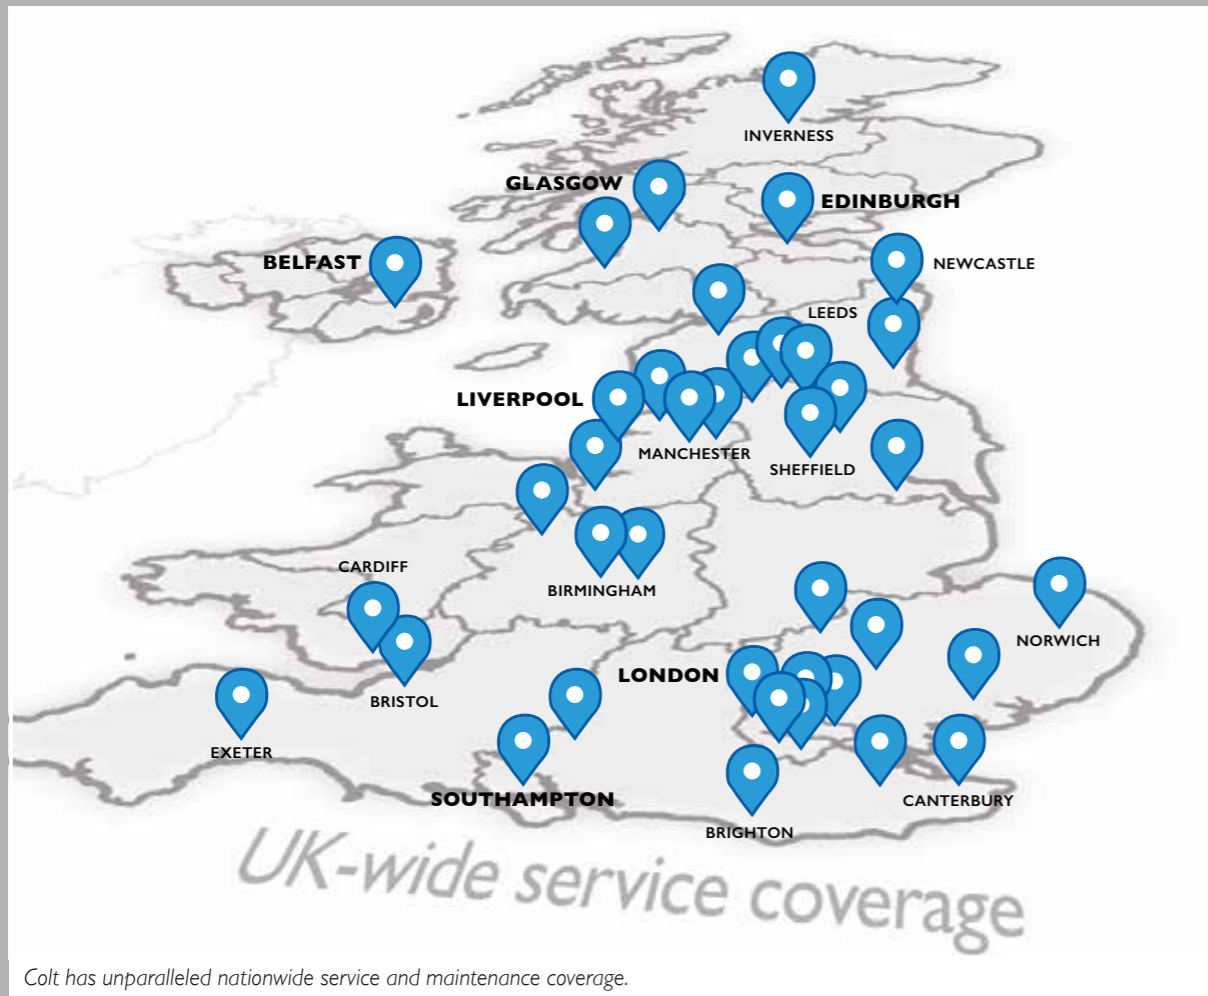 INVERNESS
GLASGOW
EDINBURGH
BELFAST
NEWCASTLE
LEEDS
LIVERPOOL
MANCHESTER
SHEFFIELD
CARDIFF
BIRMINGHAM
NORWICH
LONDON
BRISTOL
EXETER
SOUTHAMPTON
CANTERBURY
BRIGHTON
UK-wide service coverage
Colt has unparalleled nationwide service and maintenance coverage.